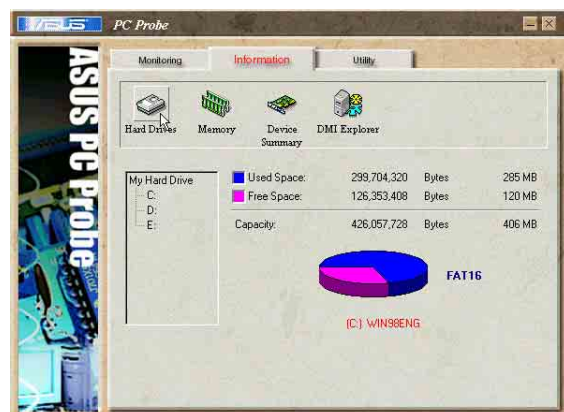 ASUS PC Probe
Monitoring Information Utility
Hard Drives Memory Device Summary DMI Explorer
ASUS PC Probe
My Hard Drive
C:
D:
E:
Used Space: 299,704,320 Bytes 285 MB
Free Space: 126,353,408 Bytes 120 MB
Capacity: 426,057,728 Bytes 406 MB
FAT16
(C:) WIN98ENG